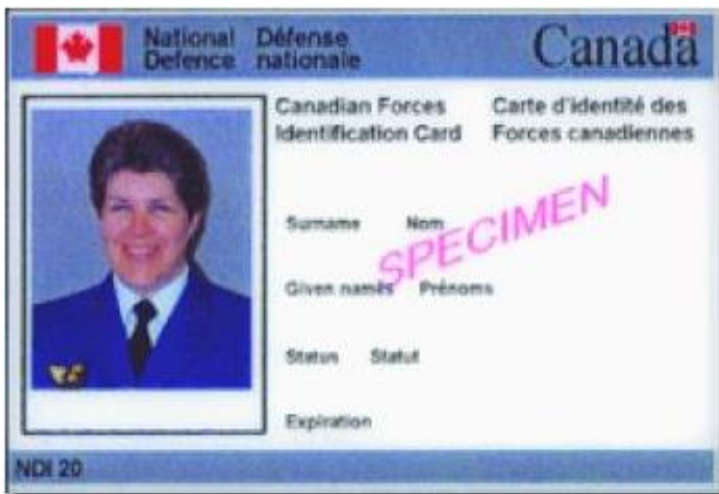 National Défense
Defence nationale
Canada
Canadian Forces Carte d'identité des
Identification Card Forces canadiennes
Surname Nom
SPECIMEN
Given names Prénoms
Status Statut
Expiration
NDI 20